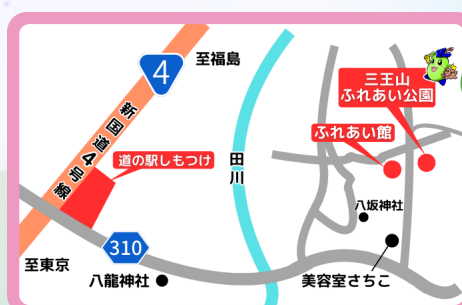 4
至福島
新国道4号線
道の駅しもつけ
田川
三王山
ふれあい公園
ふれあい館
八坂神社
310
至東京
八龍神社
美容室さちこ